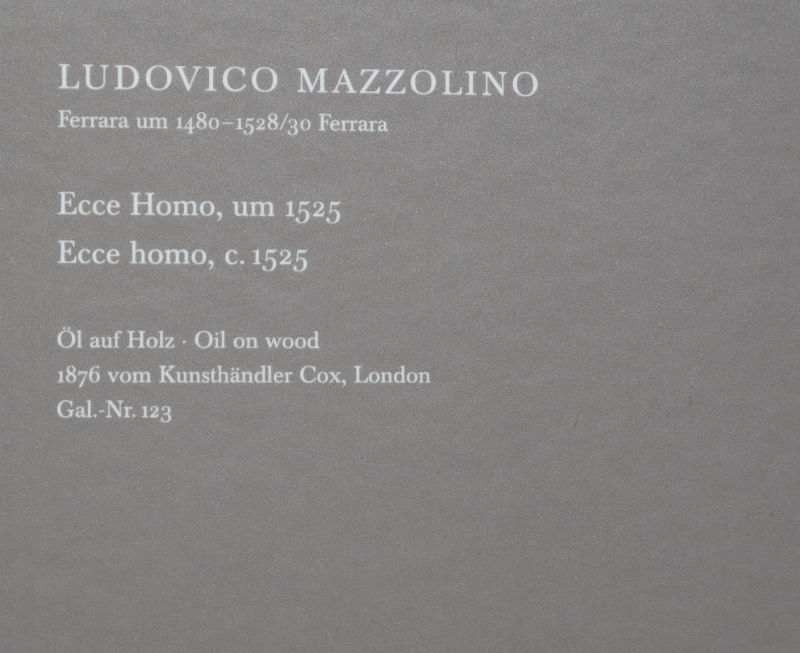 LUDOVICO MAZZOLINO
Ferrara um 1480–1528/30 Ferrara
Ecce Homo, um 1525
Ecce homo, c. 1525
Öl auf Holz · Oil on wood
1876 vom Kunsthändler Cox, London
Gal.-Nr. 123